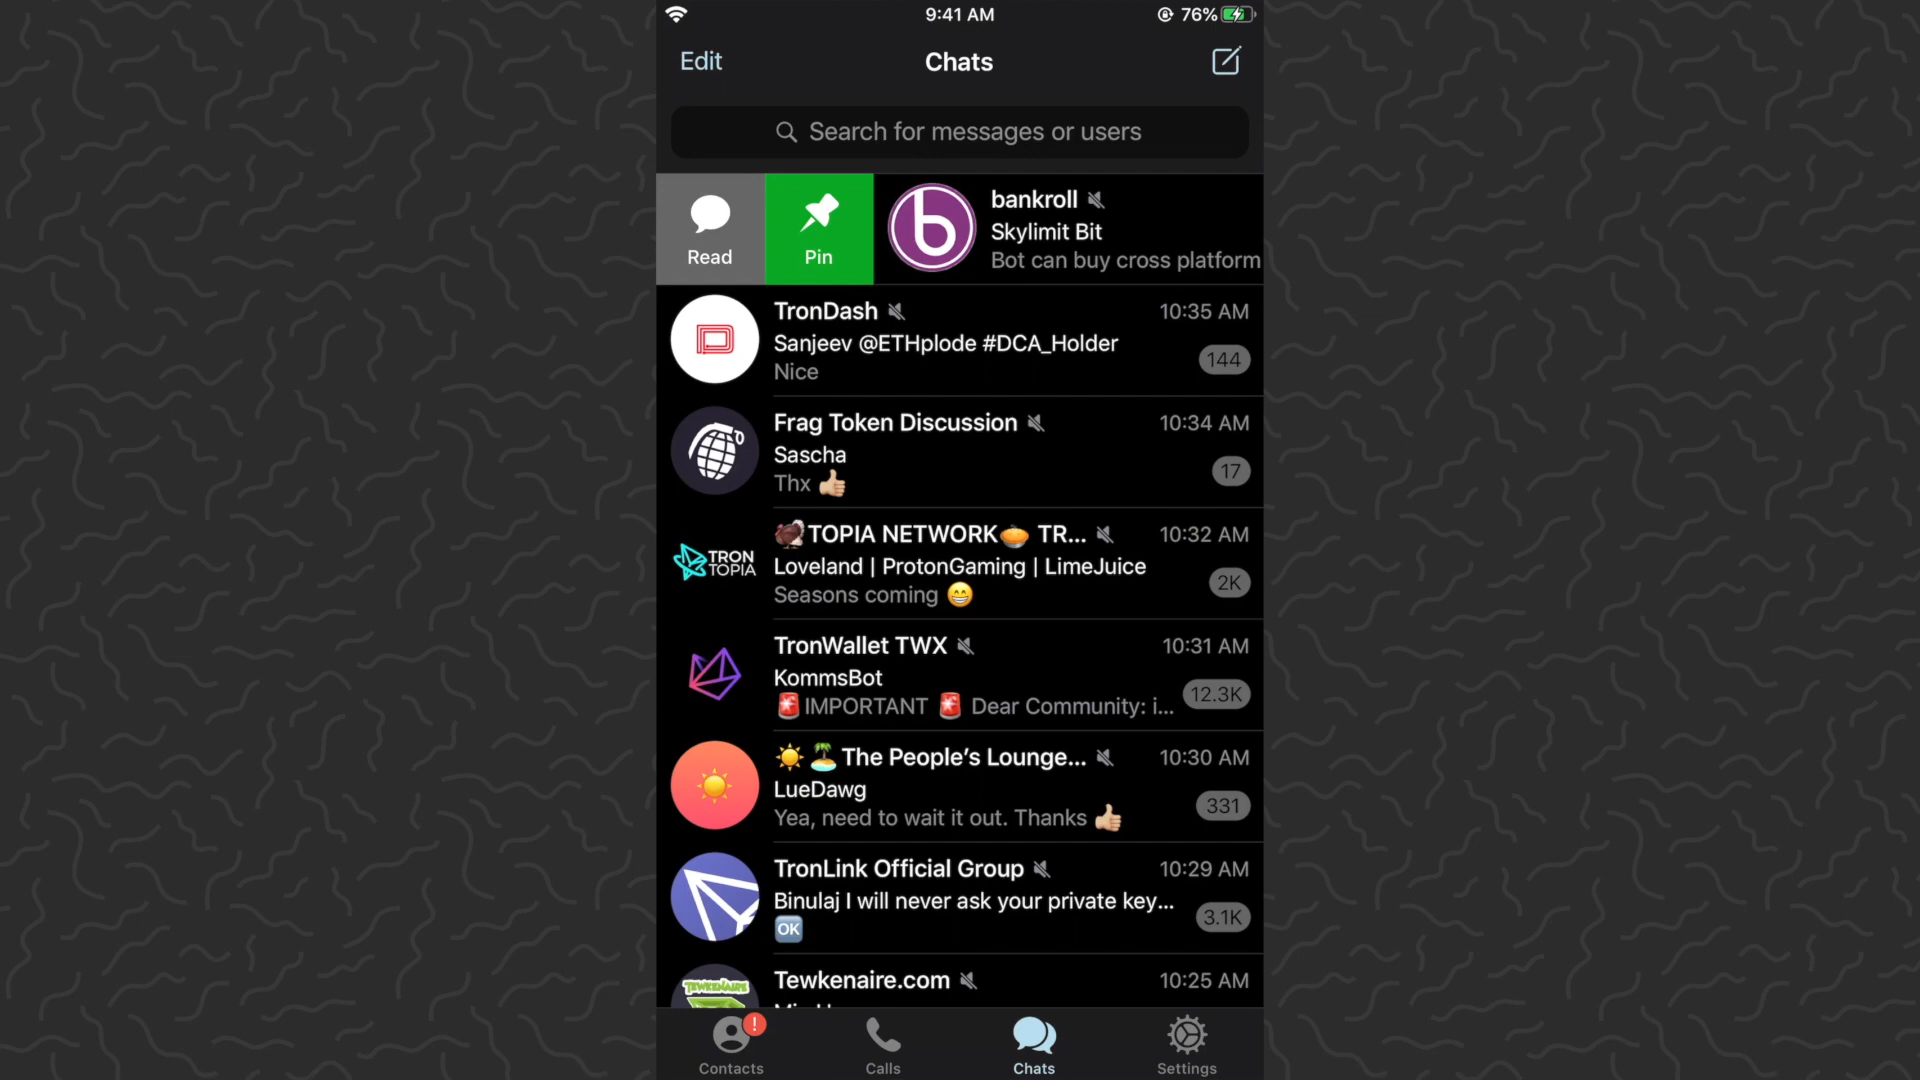 9:41 AM
76%
Edit
Chats
Search for messages or users
Read
Pin
bankroll
Skylimit Bit
Bot can buy cross platform
TronDash
10:35 AM
Sanjeev @ETHplode #DCA_Holder
144
Nice
Frag Token Discussion
10:34 AM
Sascha
17
Thx 👍🏼
TRON
TOPIA
🦃TOPIA NETWORK🥧 TR...
10:32 AM
Loveland | ProtonGaming | LimeJuice
2K
Seasons coming 😁
TronWallet TWX
10:31 AM
KommsBot
12.3K
🚨IMPORTANT 🚨 Dear Community: i...
☀️🏝The People’s Lounge...
10:30 AM
LueDawg
331
Yea, need to wait it out. Thanks 👍🏼
TronLink Official Group
10:29 AM
Binulaj I will never ask your private key...
3.1K
🆗
TEWKENAIRE
Tewkenaire.com
10:25 AM
!
Contacts
Calls
Chats
Settings